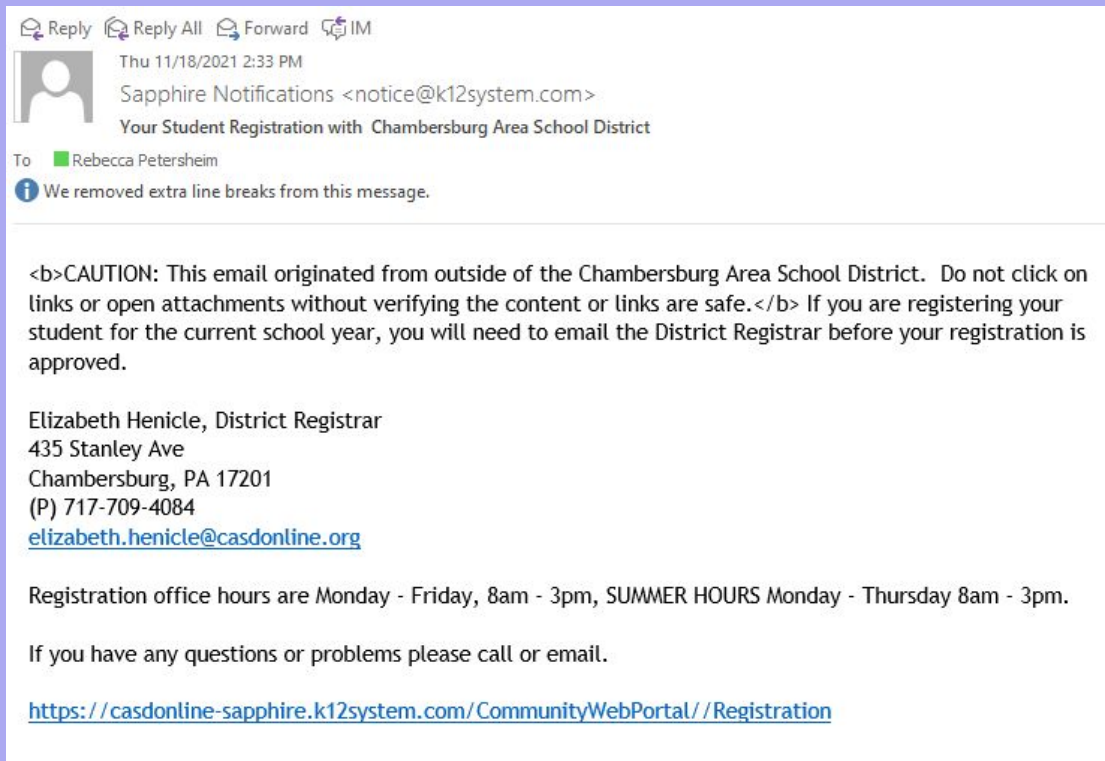 Reply Reply All Forward IM
Thu 11/18/2021 2:33 PM
Sapphire Notifications <notice@k12system.com>
Your Student Registration with Chambersburg Area School District
To Rebecca Petersheim
We removed extra line breaks from this message.
<b>CAUTION: This email originated from outside of the Chambersburg Area School District. Do not click on
links or open attachments without verifying the content or links are safe.</b> If you are registering your
student for the current school year, you will need to email the District Registrar before your registration is
approved.
Elizabeth Henicle, District Registrar
435 Stanley Ave
Chambersburg, PA 17201
(P) 717-709-4084
elizabeth.henicle@casdonline.org
Registration office hours are Monday - Friday, 8am - 3pm, SUMMER HOURS Monday - Thursday 8am - 3pm.
If you have any questions or problems please call or email.
https://casdonline-sapphire.k12system.com/CommunityWebPortal//Registration